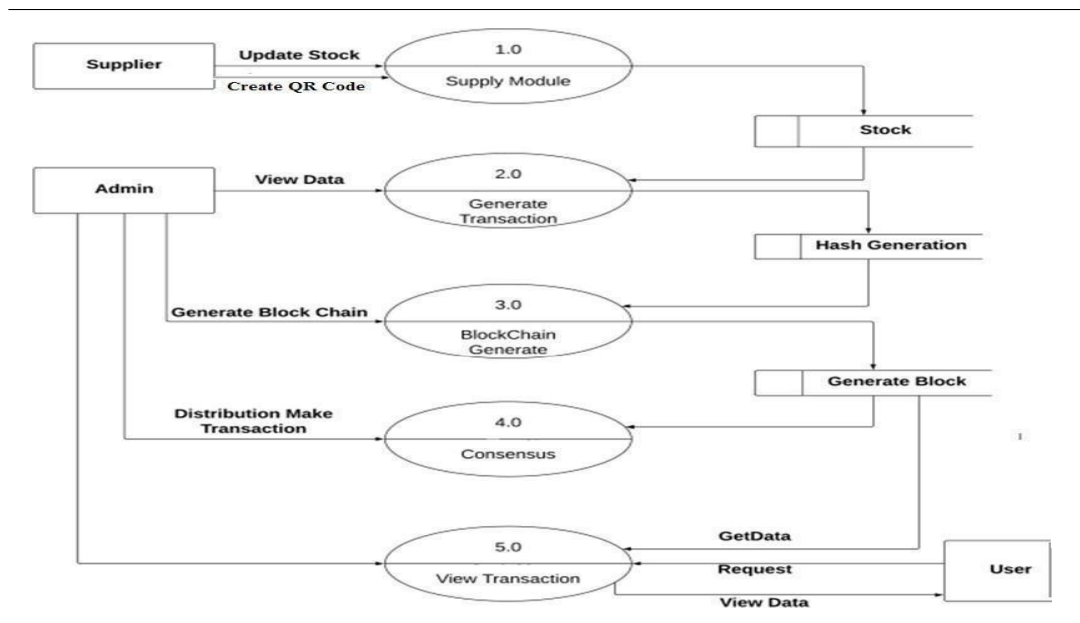 1.0
Supplier
Update Stock
Create QR Code
Supply Module
Stock
2.0
Admin
View Data
Generate
Transaction
Hash Generation
3.0
Generate Block Chain
BlockChain
Generate
Generate Block
Distribution Make
Transaction
4.0
Consensus
5.0
GetData
View Transaction
Request
User
View Data